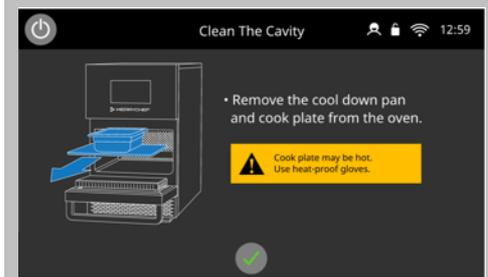 Clean The Cavity
12:59
MERRYCHEF
• Remove the cool down pan
and cook plate from the oven.
Cook plate may be hot.
Use heat-proof gloves.